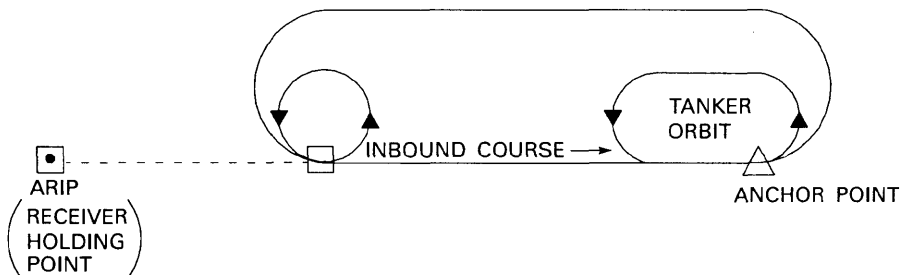 TANKER
ORBIT
INBOUND COURSE
ARIP
RECEIVER
HOLDING
POINT
ANCHOR POINT